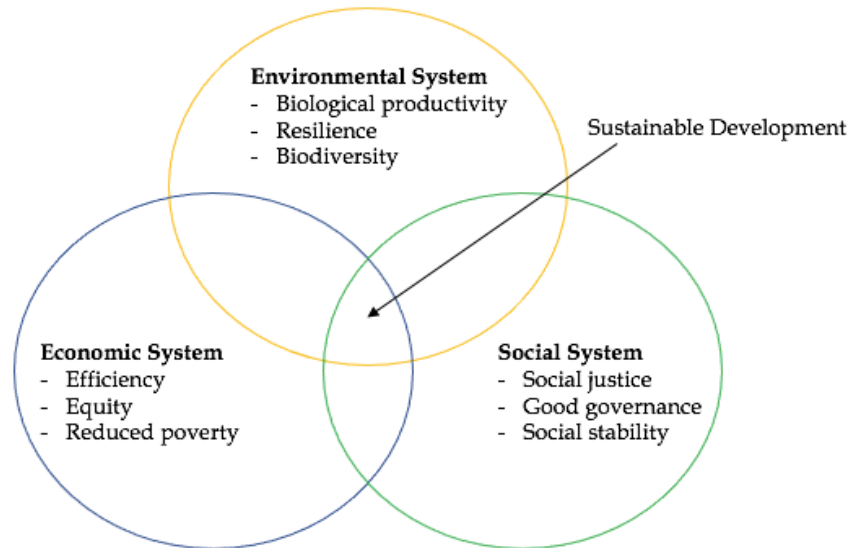 Environmental System
- Biological productivity
- Resilience
- Biodiversity
Sustainable Development
Economic System
- Efficiency
- Equity
- Reduced poverty
Social System
- Social justice
- Good governance
- Social stability